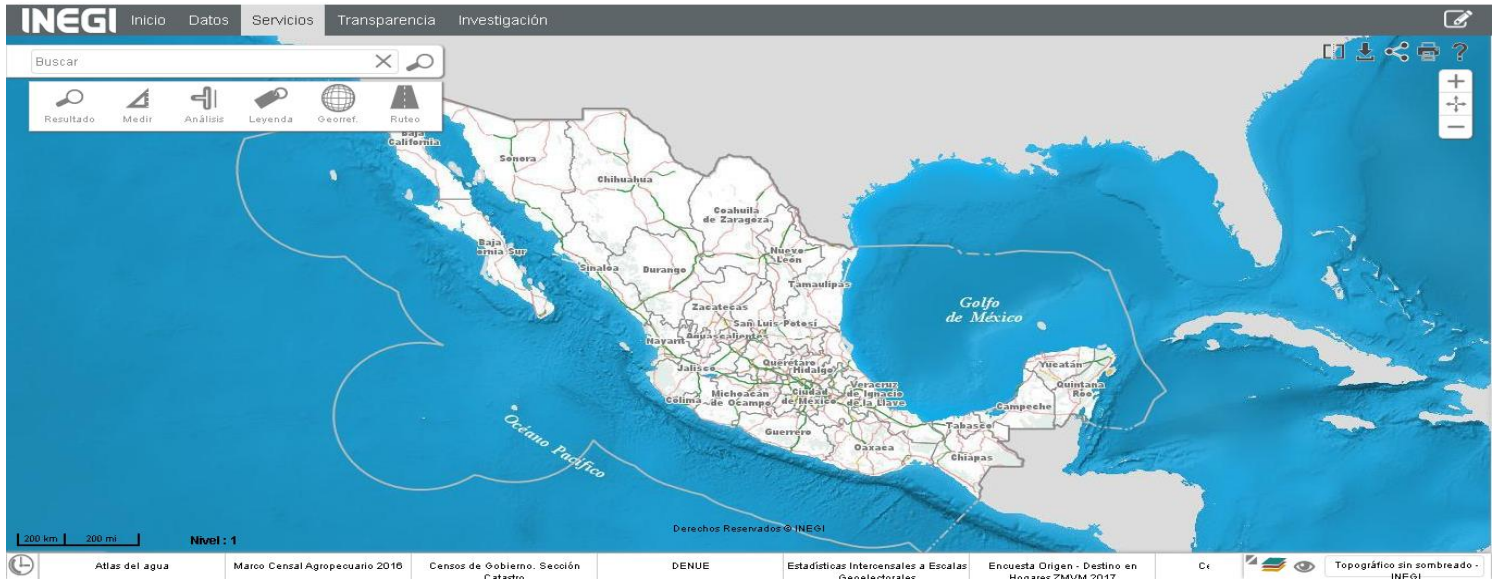 INEGI Inicio Datos Servicios Transparencia Investigación
Buscar
Resultado Medir Análisis Leyenda Georref. Ruteo
Baja
California
Sonora
Chihuahua
Coahuila
de Zaragoza
Baja
ornia Sur
Nuevo
León
Sinaloa
Durango
Tamaulipas
Zacatecas
San Luis Potosí
Nayarit
Aguascalientes
Golfo
de México
Jalisco
Querétaro
Hidalgo
Yucatán
Quintana
Roo
Colima
Michoacán
de Ocampo
Ciudad
de México
Veracruz
de Ignacio
de la Llave
Campeche
Tabasco
Guerrero
Oaxaca
Chiapas
Océano Pacífico
Derechos Reservados © INEGI
200 km 200 mi Nivel : 1
Atlas del agua
Marco Censal Agropecuario 2016
Censos de Gobierno. Sección
Catastro
DENUE
Estadísticas Intercensales a Escalas
Geoelectorales
Encuesta Origen - Destino en
Hogares ZMVM 2017
Topográfico sin sombreado -
INEGI